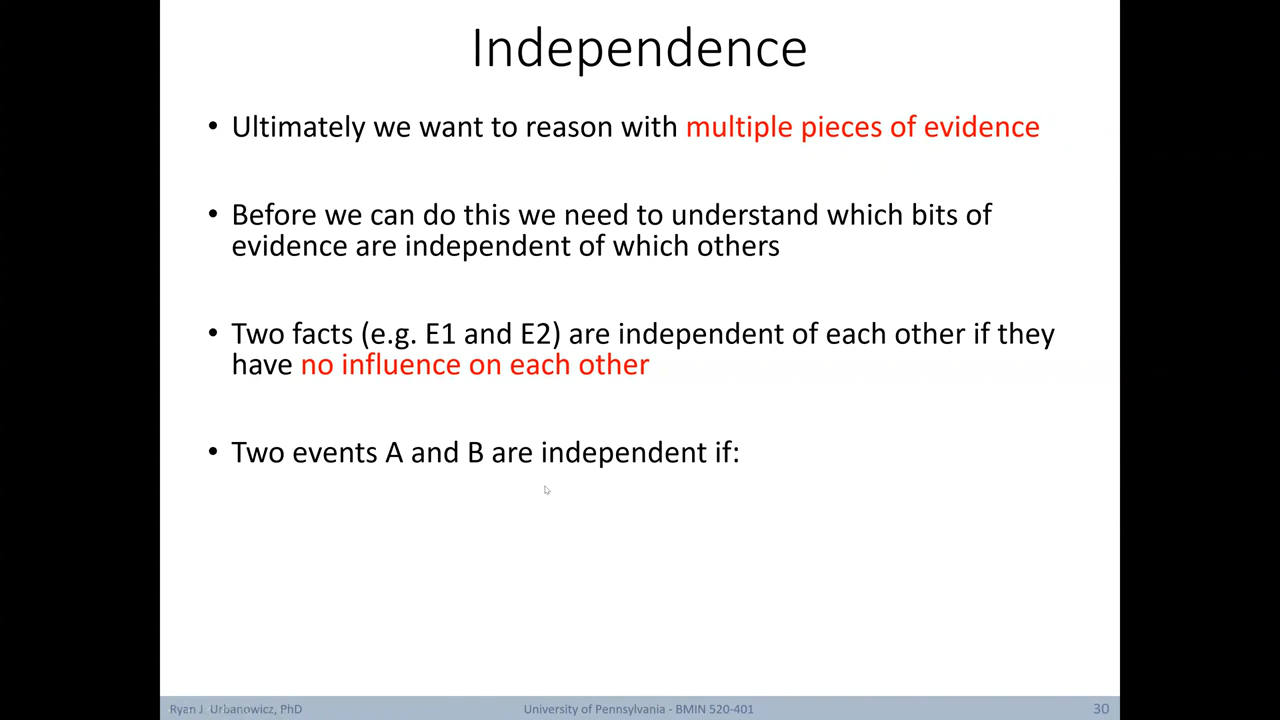 Independence
• Ultimately we want to reason with multiple pieces of evidence
• Before we can do this we need to understand which bits of
evidence are independent of which others
• Two facts (e.g. E1 and E2) are independent of each other if they
have no influence on each other
• Two events A and B are independent if:
Ryan J. Urbanowicz, PhD
University of Pennsylvania - BMIN 520-401
30